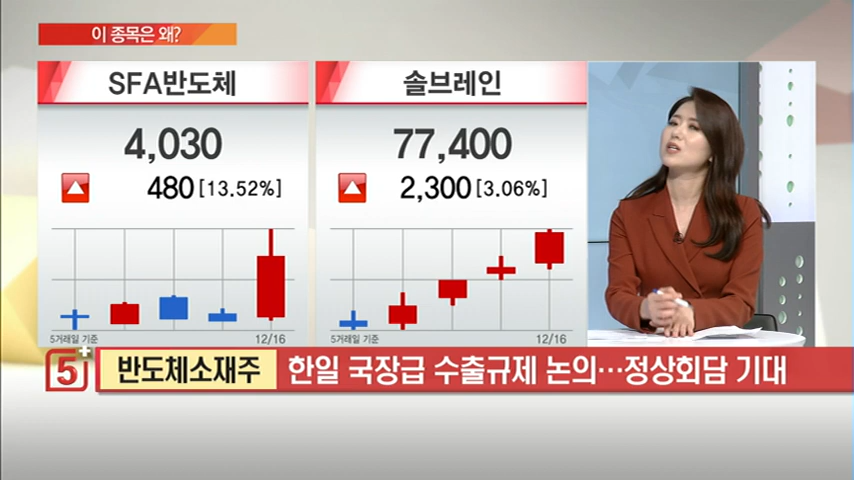 이 종목은 왜?
SFA반도체
4,030
480 [13.52%]
5거래일 기준
12/16
솔브레인
77,400
2,300 [3.06%]
5거래일 기준
12/16
5+
반도체소재주
한일 국장급 수출규제 논의…정상회담 기대